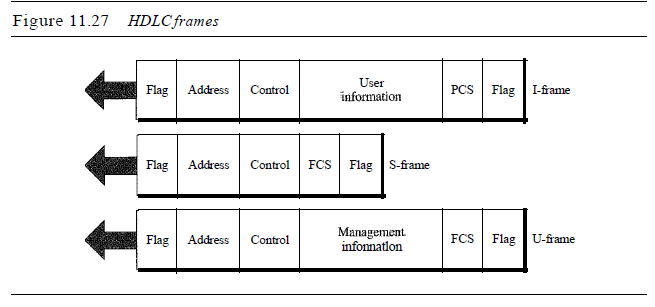 Figure 11.27 HDLC frames
Flag Address Control User information PCS Flag I-frame
Flag Address Control FCS Flag S-frame
Flag Address Control Management infonnation FCS Flag U-frame